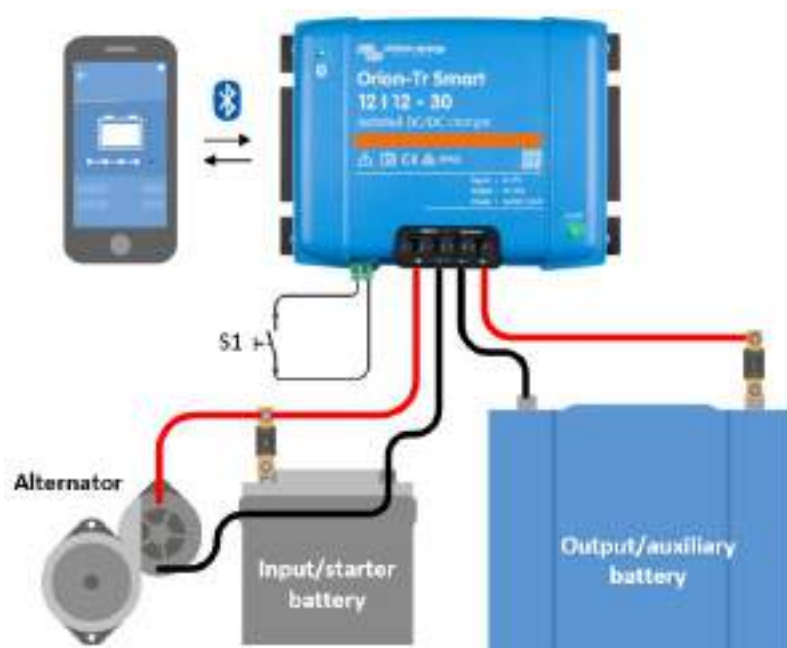 Orion-Tr Smart
12 | 12 - 30
isolated DC/DC charger
S1
Alternator
Input/starter
battery
Output/auxiliary
battery